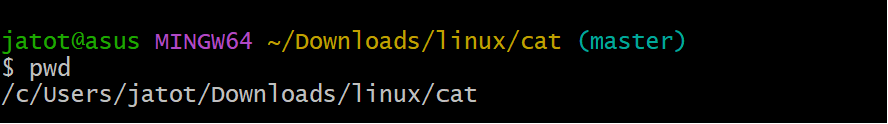 jatot@asus MINGW64 ~/Downloads/linux/cat (master)
$ pwd
/c/Users/jatot/Downloads/linux/cat